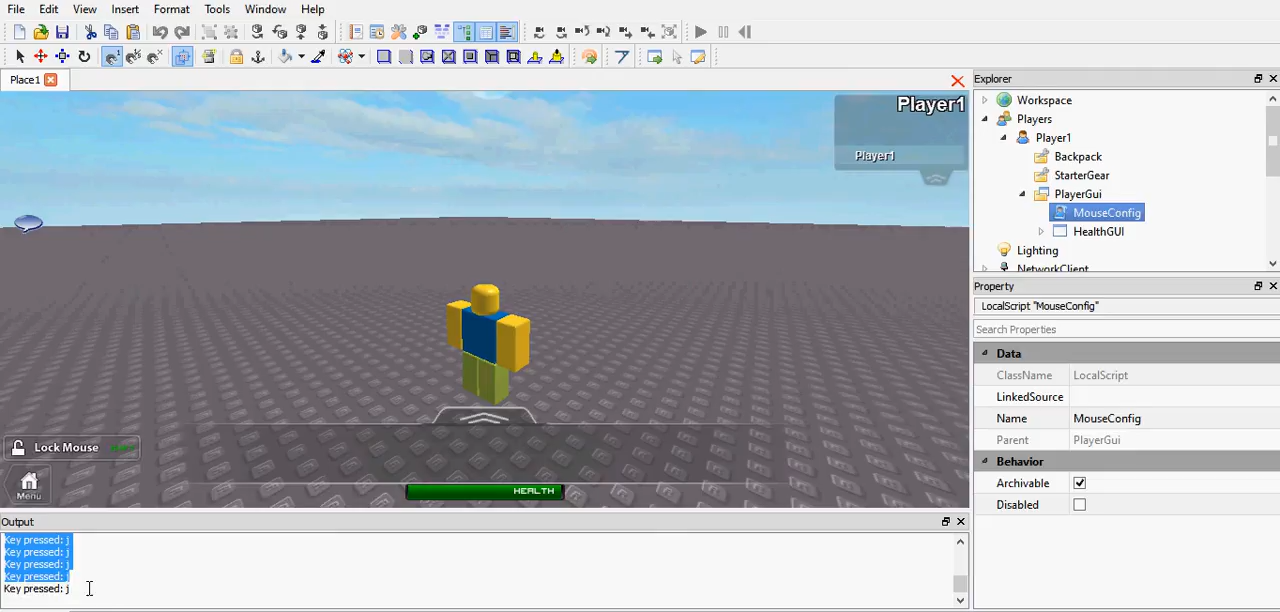 File Edit View Insert Format Tools Window Help
Place1
Player1
Player1
Lock Mouse
Menu
HEALTH
Explorer
Workspace
Players
Player1
Backpack
StarterGear
PlayerGui
MouseConfig
HealthGUI
Lighting
NetworkClient
Property
LocalScript "MouseConfig"
Search Properties
Data
ClassName LocalScript
LinkedSource
Name MouseConfig
Parent PlayerGui
Behavior
Archivable
Disabled
Output
Key pressed: j
Key pressed: j
Key pressed: j
Key pressed: j
Key pressed: j